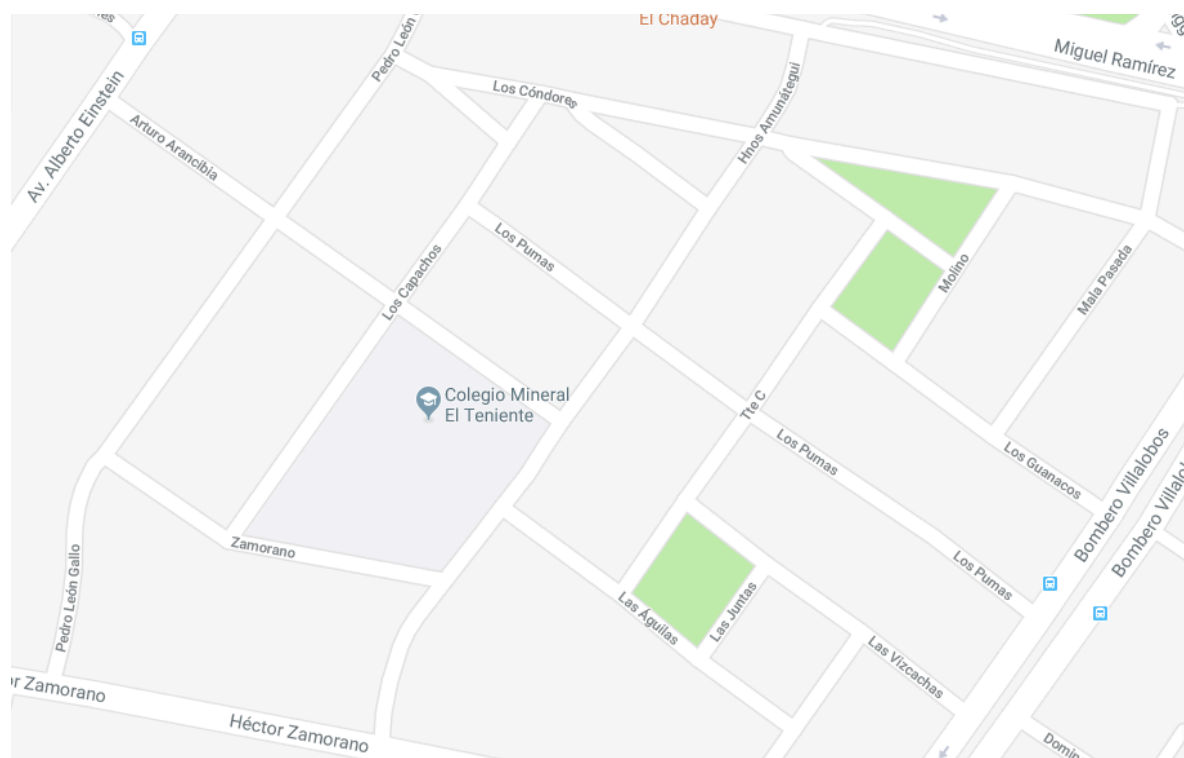 El Chaday
Pedro León
Miguel Ramírez
Av. Alberto Einstein
Los Cóndores
Hnos Amunátegui
Arturo Arancibia
Los Capachos
Los Pumas
Molino
Mala Pasada
Colegio Mineral
El Teniente
Tte C
Los Pumas
Los Guanacos
Bombero Villalobos
Bombero Villalo
Zamorano
Pedro León Gallo
Los Pumas
Las Águilas
Las Juntas
Las Vizcachas
or Zamorano
Héctor Zamorano
Domin